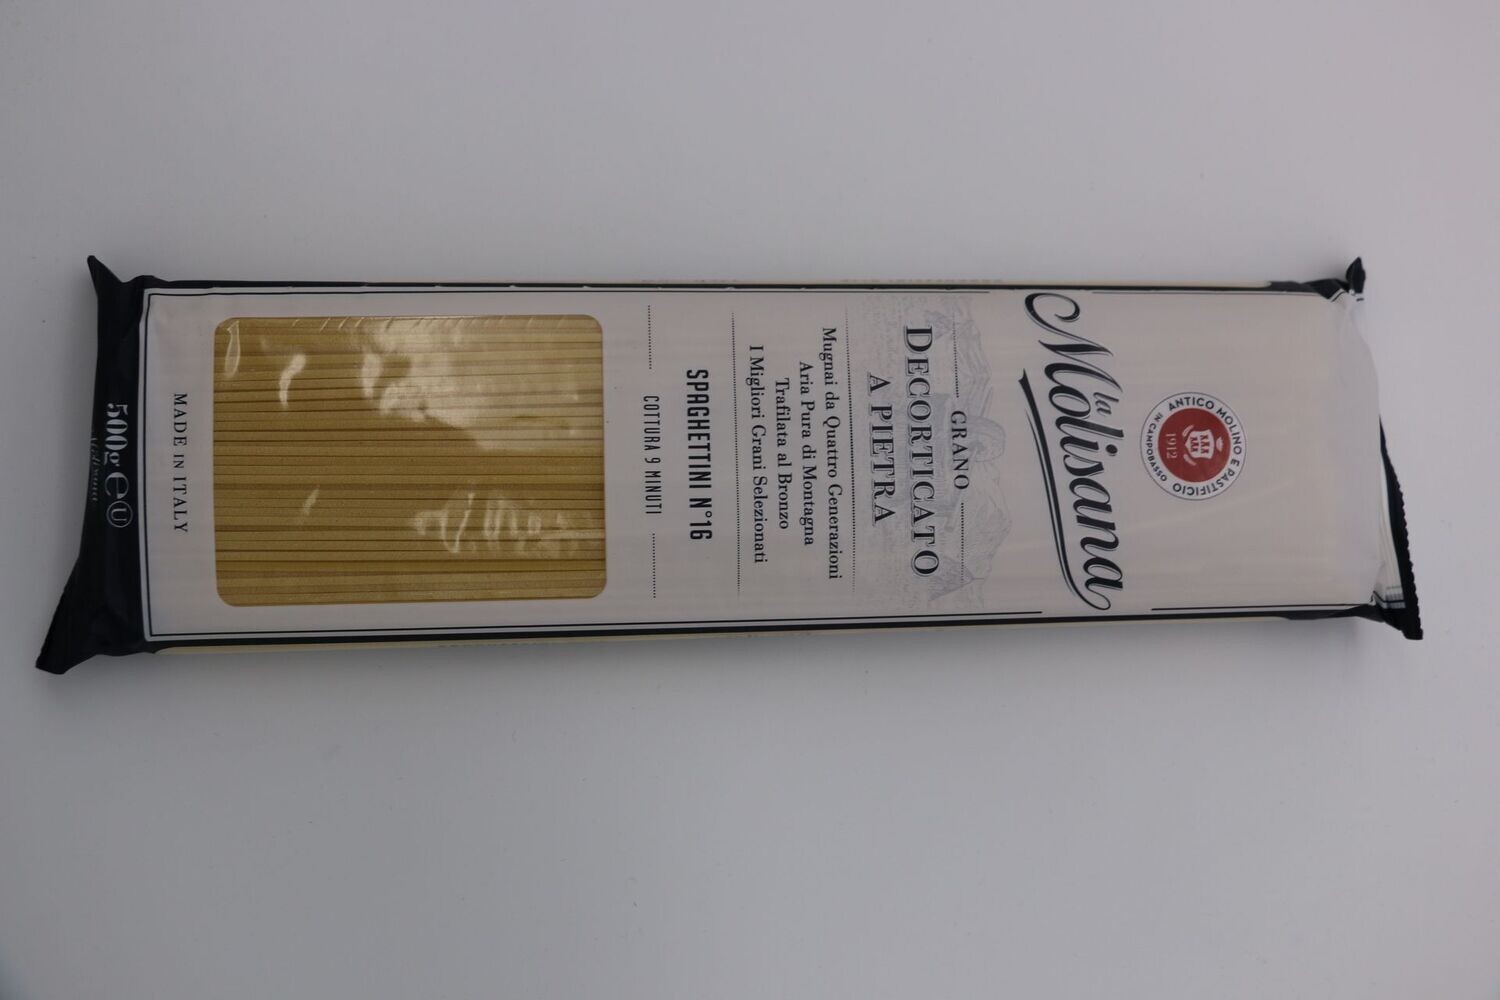 ANTICO MOLINO E PASTIFICIO
IN CAMPOBASSO
1912
la
Molisana
GRANO
DECORTICATO
A PIETRA
Mugnai da Quattro Generazioni
Aria Pura di Montagna
Trafilata al Bronzo
I Migliori Grani Selezionati
SPAGHETTINI N°16
COTTURA 9 MINUTI
MADE IN ITALY
500g e U